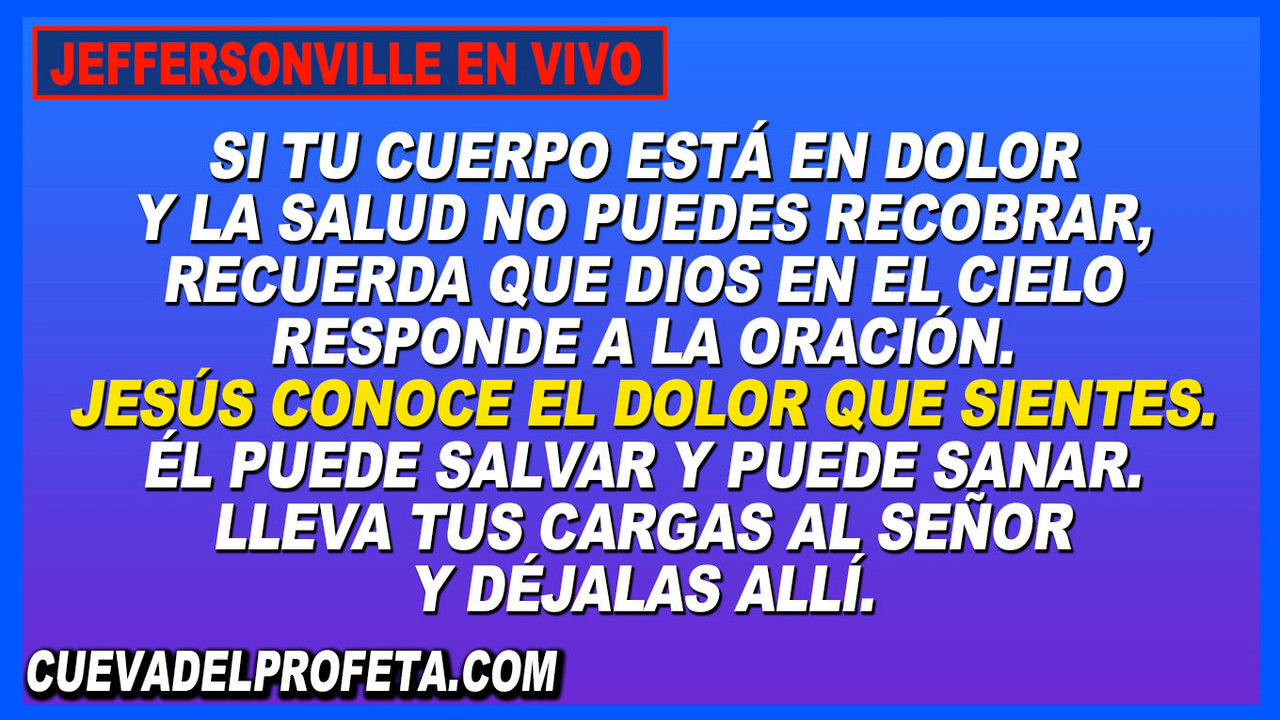 JEFFERSONVILLE EN VIVO
SI TU CUERPO ESTÁ EN DOLOR
Y LA SALUD NO PUEDES RECOBRAR,
RECUERDA QUE DIOS EN EL CIELO
RESPONDE A LA ORACIÓN.
JESÚS CONOCE EL DOLOR QUE SIENTES.
ÉL PUEDE SALVAR Y PUEDE SANAR.
LLEVA TUS CARGAS AL SEÑOR
Y DÉJALAS ALLÍ.
CUEVADELPROFETA.COM